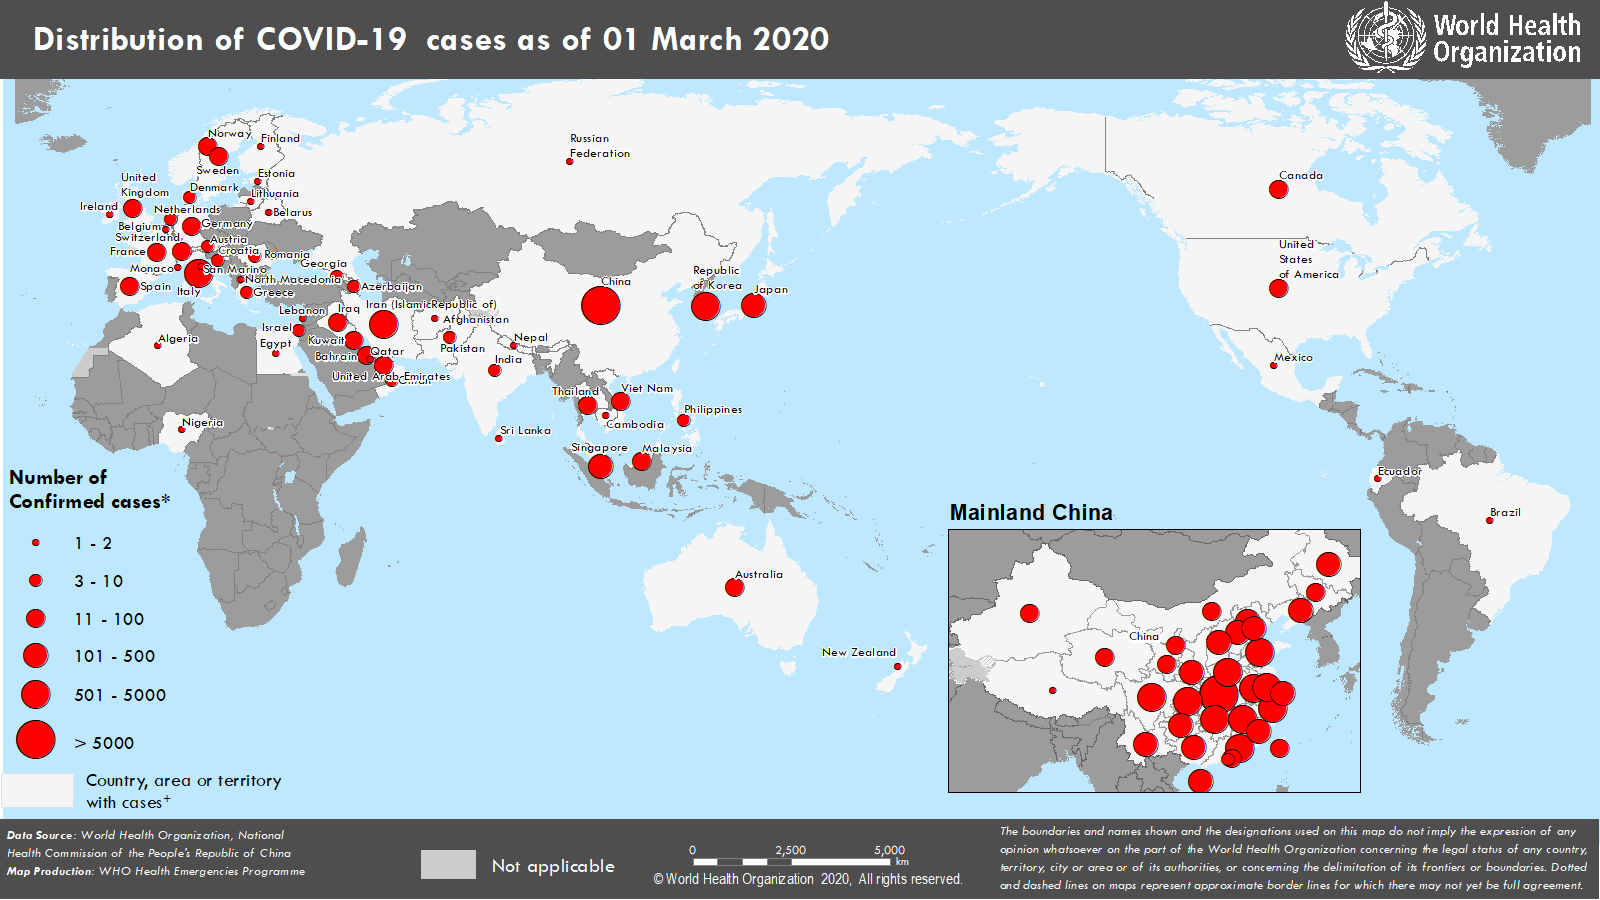 Distribution of COVID-19 cases as of 01 March 2020
World Health
Organization
Norway
Finland
Sweden
Estonia
United
Kingdom
Denmark
Lithuania
Ireland
Netherlands
Belarus
Belgium
Germany
Switzerland
Austria
France
Croatia
Romania
Monaco
San Marino
Georgia
North Macedonia
Spain
Italy
Greece
Azerbaijan
Russian
Federation
Lebanon
Iraq
Iran (Islamic Republic of)
Israel
Afghanistan
Egypt
Kuwait
Pakistan
Bahrain
Qatar
United Arab Emirates
Oman
Algeria
Nigeria
Nepal
India
Sri Lanka
China
Republic
of Korea
Japan
Thailand
Viet Nam
Cambodia
Philippines
Singapore
Malaysia
Australia
New Zealand
Canada
United
States
of America
Mexico
Ecuador
Brazil
Number of
Confirmed cases*
1 - 2
3 - 10
11 - 100
101 - 500
501 - 5000
> 5000
Country, area or territory
with cases+
Mainland China
China
Data Source: World Health Organization, National
Health Commission of the People's Republic of China
Map Production: WHO Health Emergencies Programme
Not applicable
0 2,500 5,000
km
© World Health Organization 2020, All rights reserved.
The boundaries and names shown and the designations used on this map do not imply the expression of any
opinion whatsoever on the part of the World Health Organization concerning the legal status of any country,
territory, city or area or of its authorities, or concerning the delimitation of its frontiers or boundaries. Dotted
and dashed lines on maps represent approximate border lines for which there may not yet be full agreement.